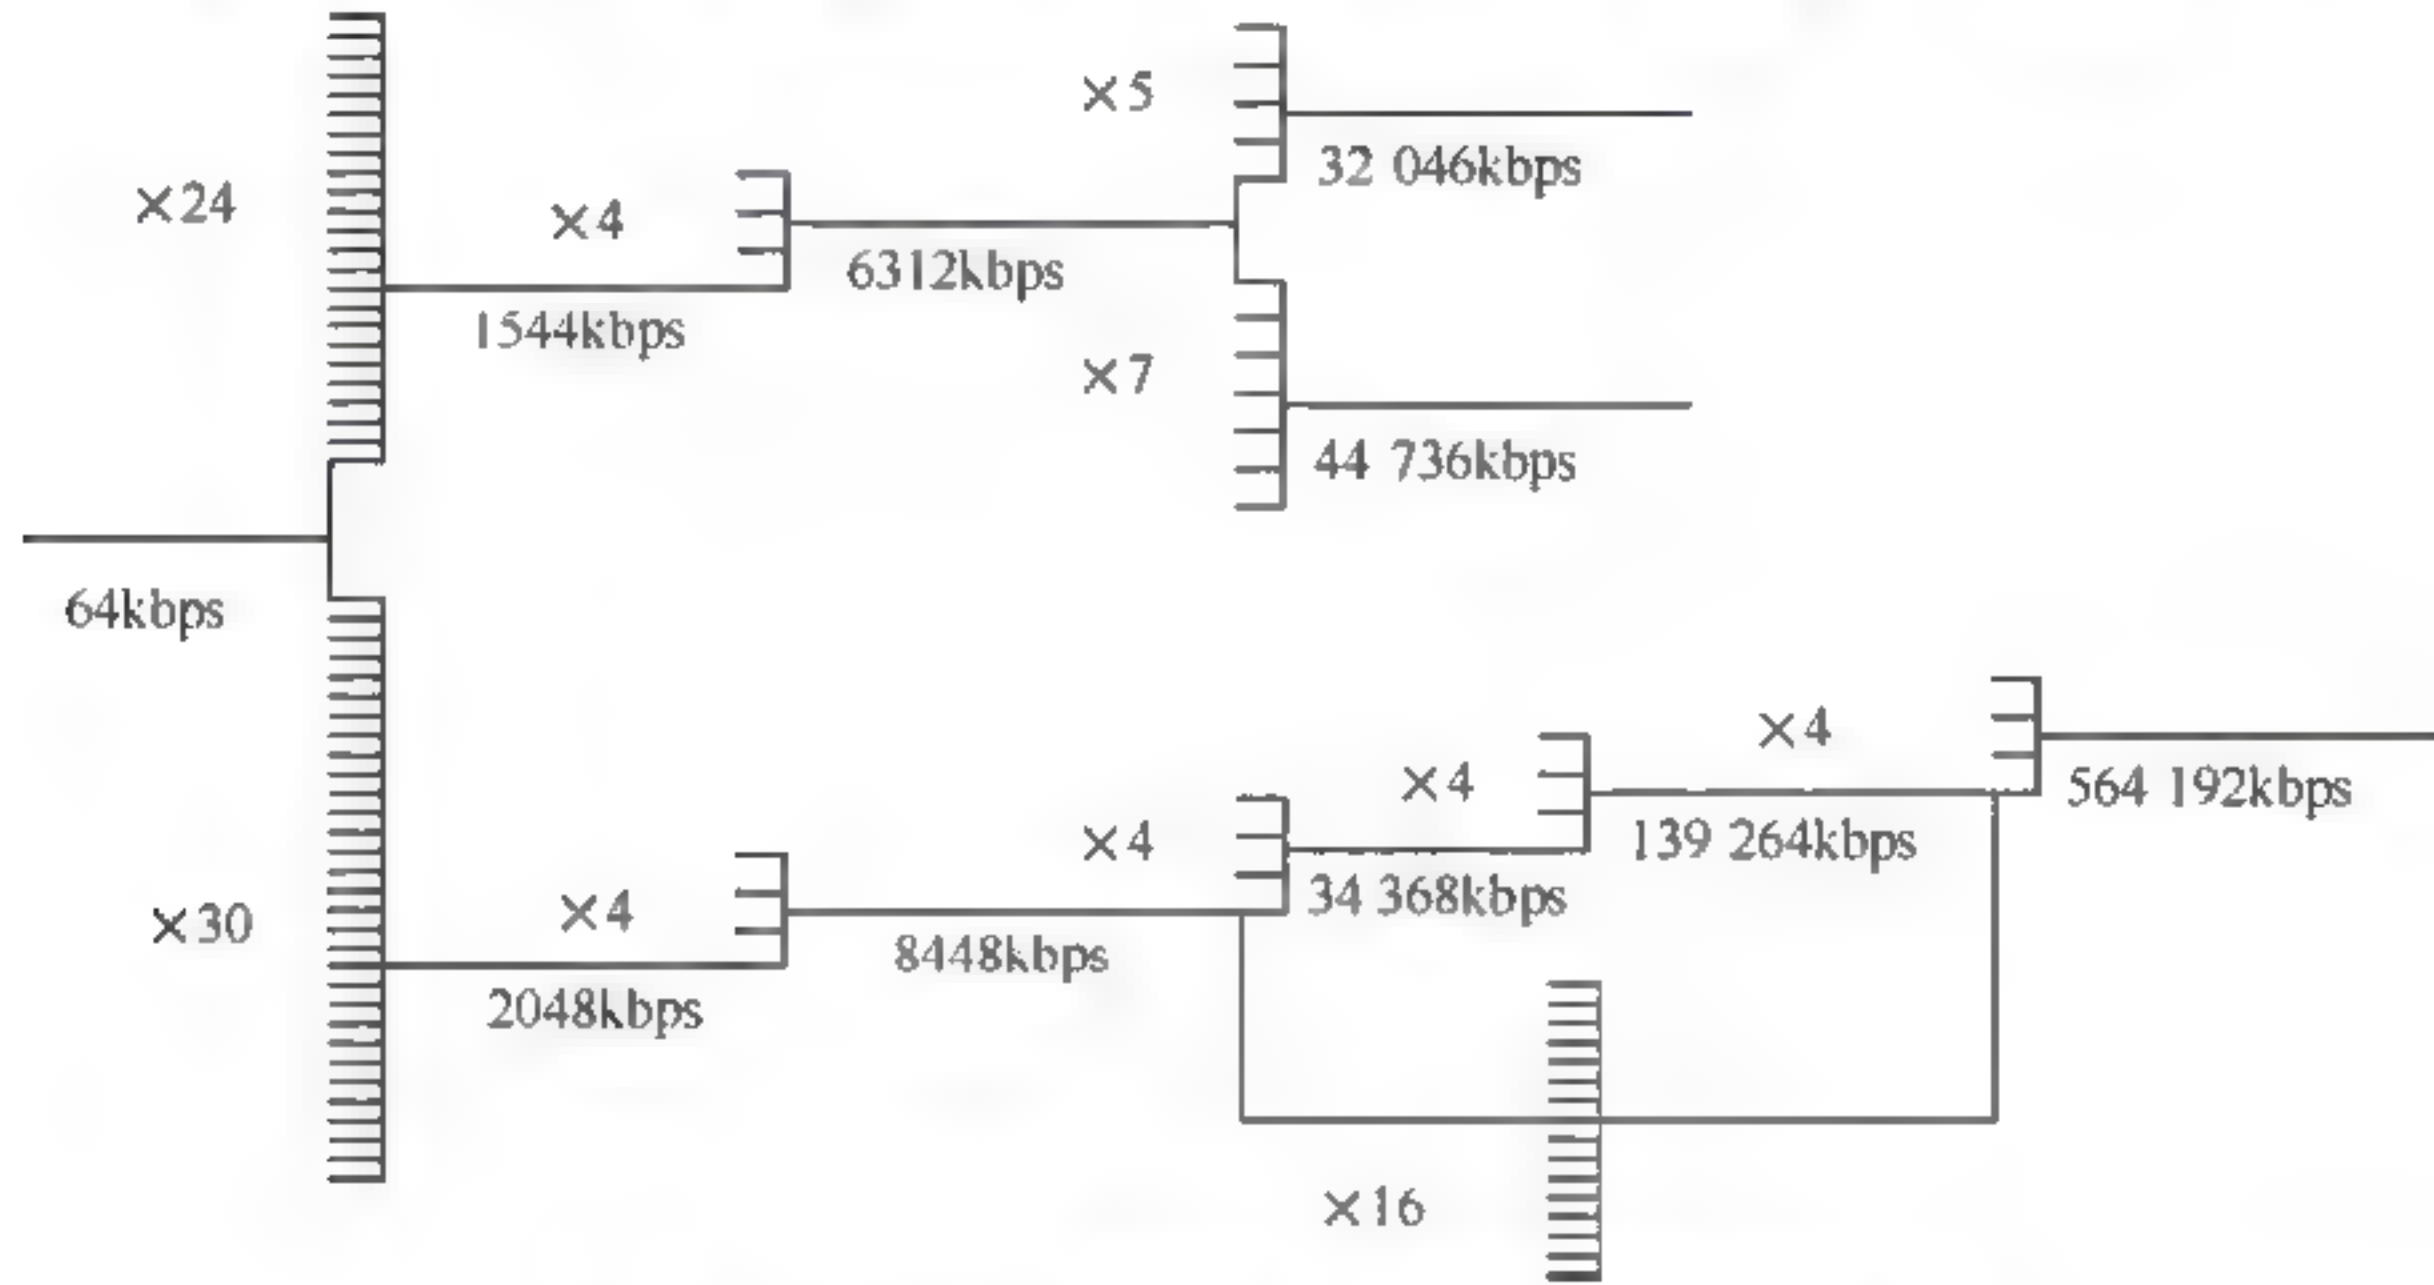 ×24
×4
1544kbps
6312kbps
×5
32 046kbps
×7
44 736kbps
64kbps
×30
×4
2048kbps
8448kbps
×4
34 368kbps
×4
139 264kbps
×4
564 192kbps
×16